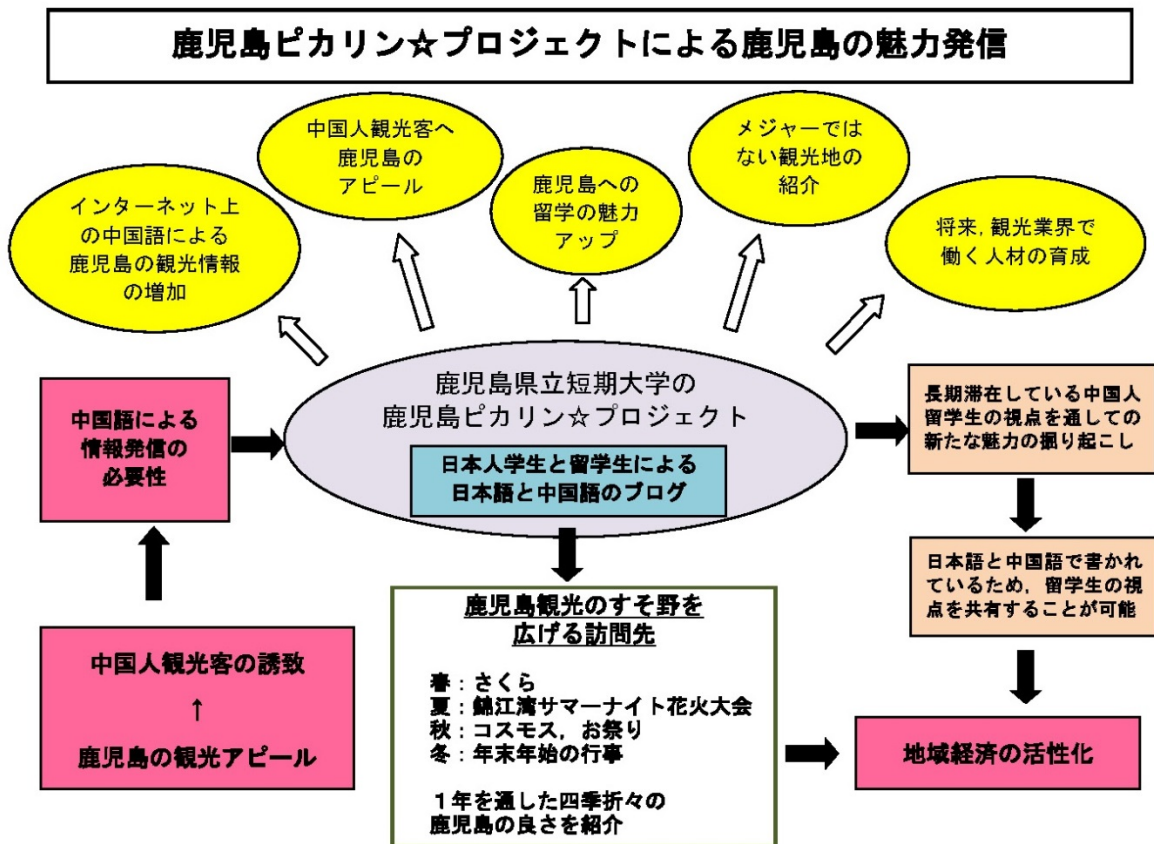 鹿児島ピカリン☆プロジェクトによる鹿児島の魅力発信
インターネット上
の中国語による
鹿児島の観光情報
の増加
中国人観光客へ
鹿児島の
アピール
鹿児島への
留学の魅力
アップ
メジャーでは
ない観光地の
紹介
将来，観光業界で
働く人材の育成
中国語による
情報発信の
必要性
鹿児島県立短期大学の
鹿児島ピカリン☆プロジェクト
日本人学生と留学生による
日本語と中国語のブログ
長期滞在している中国人
留学生の視点を通しての
新たな魅力の掘り起こし
日本語と中国語で書かれ
ているため，留学生の視
点を共有することが可能
中国人観光客の誘致
↑
鹿児島の観光アピール
鹿児島観光のすそ野を
広げる訪問先
春：さくら
夏：錦江湾サマーナイト花火大会
秋：コスモス，お祭り
冬：年末年始の行事
１年を通した四季折々の
鹿児島の良さを紹介
地域経済の活性化